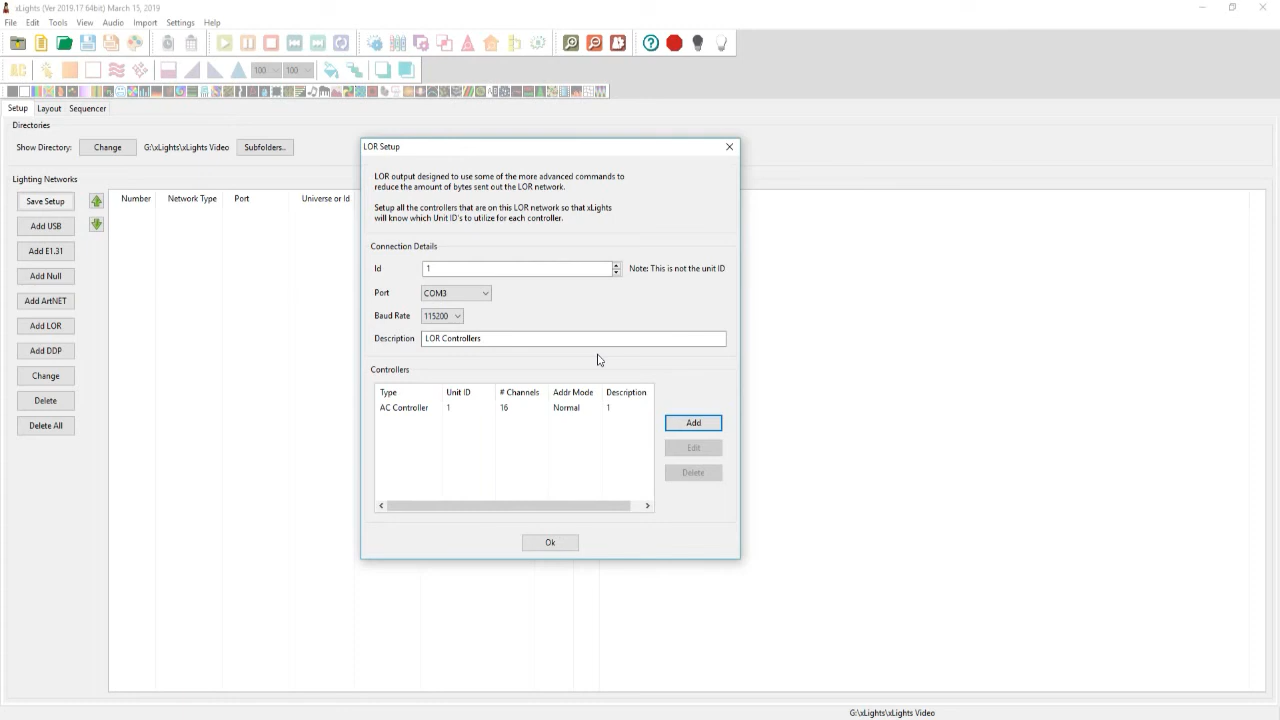 xLights (Ver 2019.17 64bit) March 15, 2019
File Edit Tools View Audio Import Settings Help
100 100
Setup Layout Sequencer
Directories
Show Directory: Change G:\xLights\xLights Video Subfolders..
Lighting Networks
Save Setup
Add USB
Add E1.31
Add Null
Add ArtNET
Add LOR
Add DDP
Change
Delete
Delete All
Number Network Type Port Universe or Id
LOR Setup
LOR output designed to use some of the more advanced commands to
reduce the amount of bytes sent out the LOR network.
Setup all the controllers that are on this LOR network so that xLights
will know which Unit ID's to utilize for each controller.
Connection Details
Id 1 Note: This is not the unit ID
Port COM3
Baud Rate 115200
Description LOR Controllers
Controllers
Type Unit ID # Channels Addr Mode Description
AC Controller 1 16 Normal 1
Add
Edit
Delete
Ok
G:\xLights\xLights Video